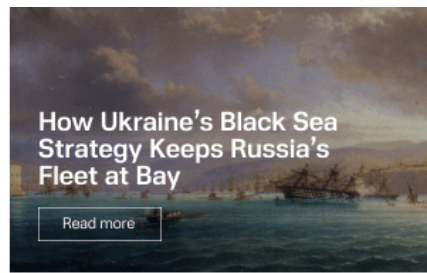 How Ukraine’s Black Sea
Strategy Keeps Russia’s
Fleet at Bay
Read more